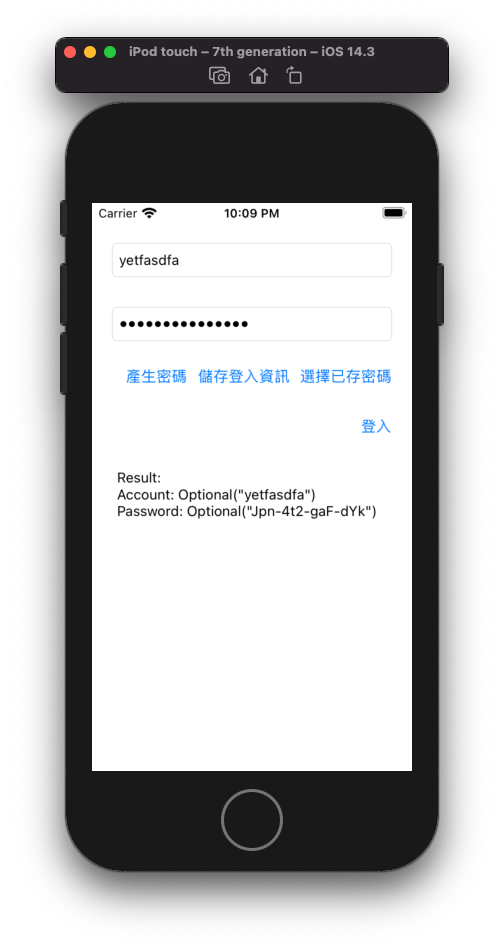 iPod touch – 7th generation – iOS 14.3
Carrier 10:09 PM
yetfasdfa
●●●●●●●●●●●●●●●
產生密碼 儲存登入資訊 選擇已存密碼
登入
Result:
Account: Optional("yetfasdfa")
Password: Optional("Jpn-4t2-gaF-dYk")